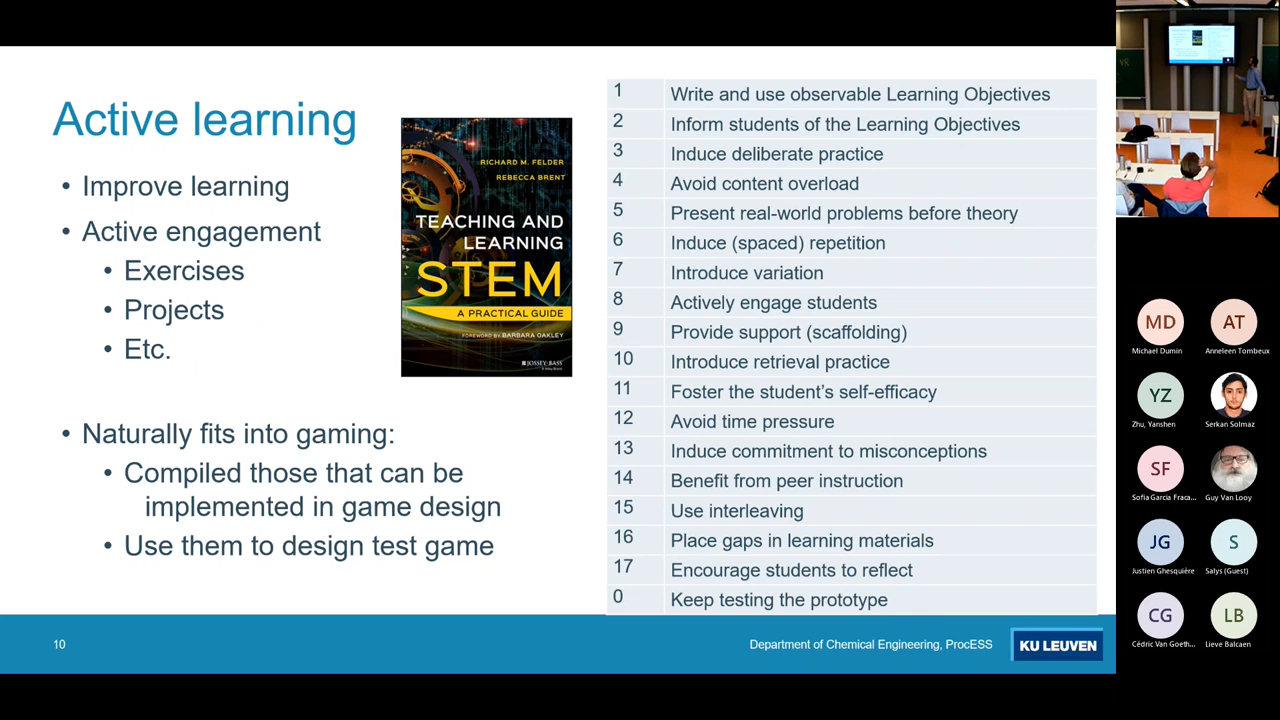 Active learning
• Improve learning
• Active engagement
• Exercises
• Projects
• Etc.
• Naturally fits into gaming:
• Compiled those that can be
implemented in game design
• Use them to design test game
RICHARD M. FELDER
REBECCA BRENT
TEACHING AND
LEARNING
STEM
A PRACTICAL GUIDE
FOREWORD BY BARBARA OAKLEY
JOSSEY-BASS
A Wiley Brand
1 Write and use observable Learning Objectives
2 Inform students of the Learning Objectives
3 Induce deliberate practice
4 Avoid content overload
5 Present real-world problems before theory
6 Induce (spaced) repetition
7 Introduce variation
8 Actively engage students
9 Provide support (scaffolding)
10 Introduce retrieval practice
11 Foster the student's self-efficacy
12 Avoid time pressure
13 Induce commitment to misconceptions
14 Benefit from peer instruction
15 Use interleaving
16 Place gaps in learning materials
17 Encourage students to reflect
0 Keep testing the prototype
10
Department of Chemical Engineering, ProcESS
KU LEUVEN
MD AT
Michael Dumin Anneleen Tombeux
YZ
Zhu, Yanshen Serkan Solmaz
SF
Sofia Garcia Fraca... Guy Van Looy
JG S
Justien Ghesquière Salys (Guest)
CG LB
Cédric Van Goeth... Lieve Balcaen